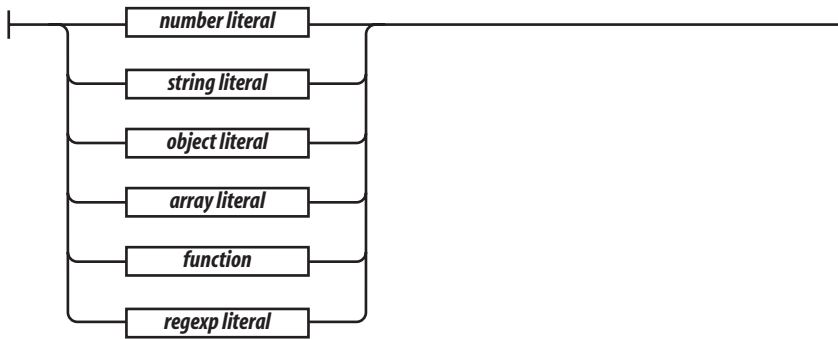 number literal
string literal
object literal
array literal
function
regexp literal